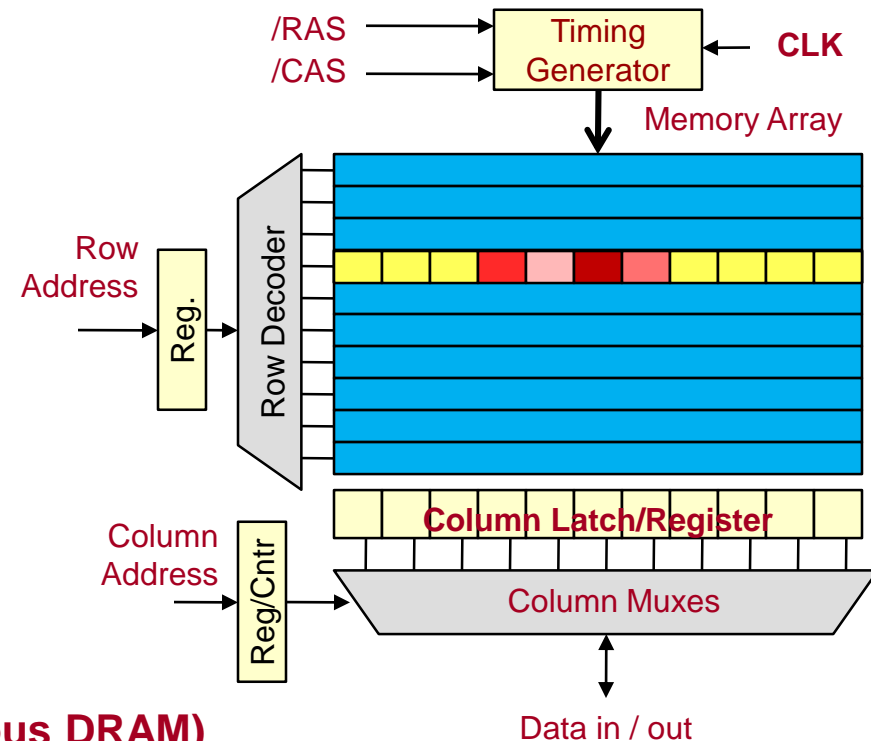 /RAS
/CAS
Timing
Generator
CLK
Memory Array
Row
Address
Reg.
Row Decoder
Column Latch/Register
Column
Address
Reg/Cntr
Column Muxes
Data in / out
DRAM)